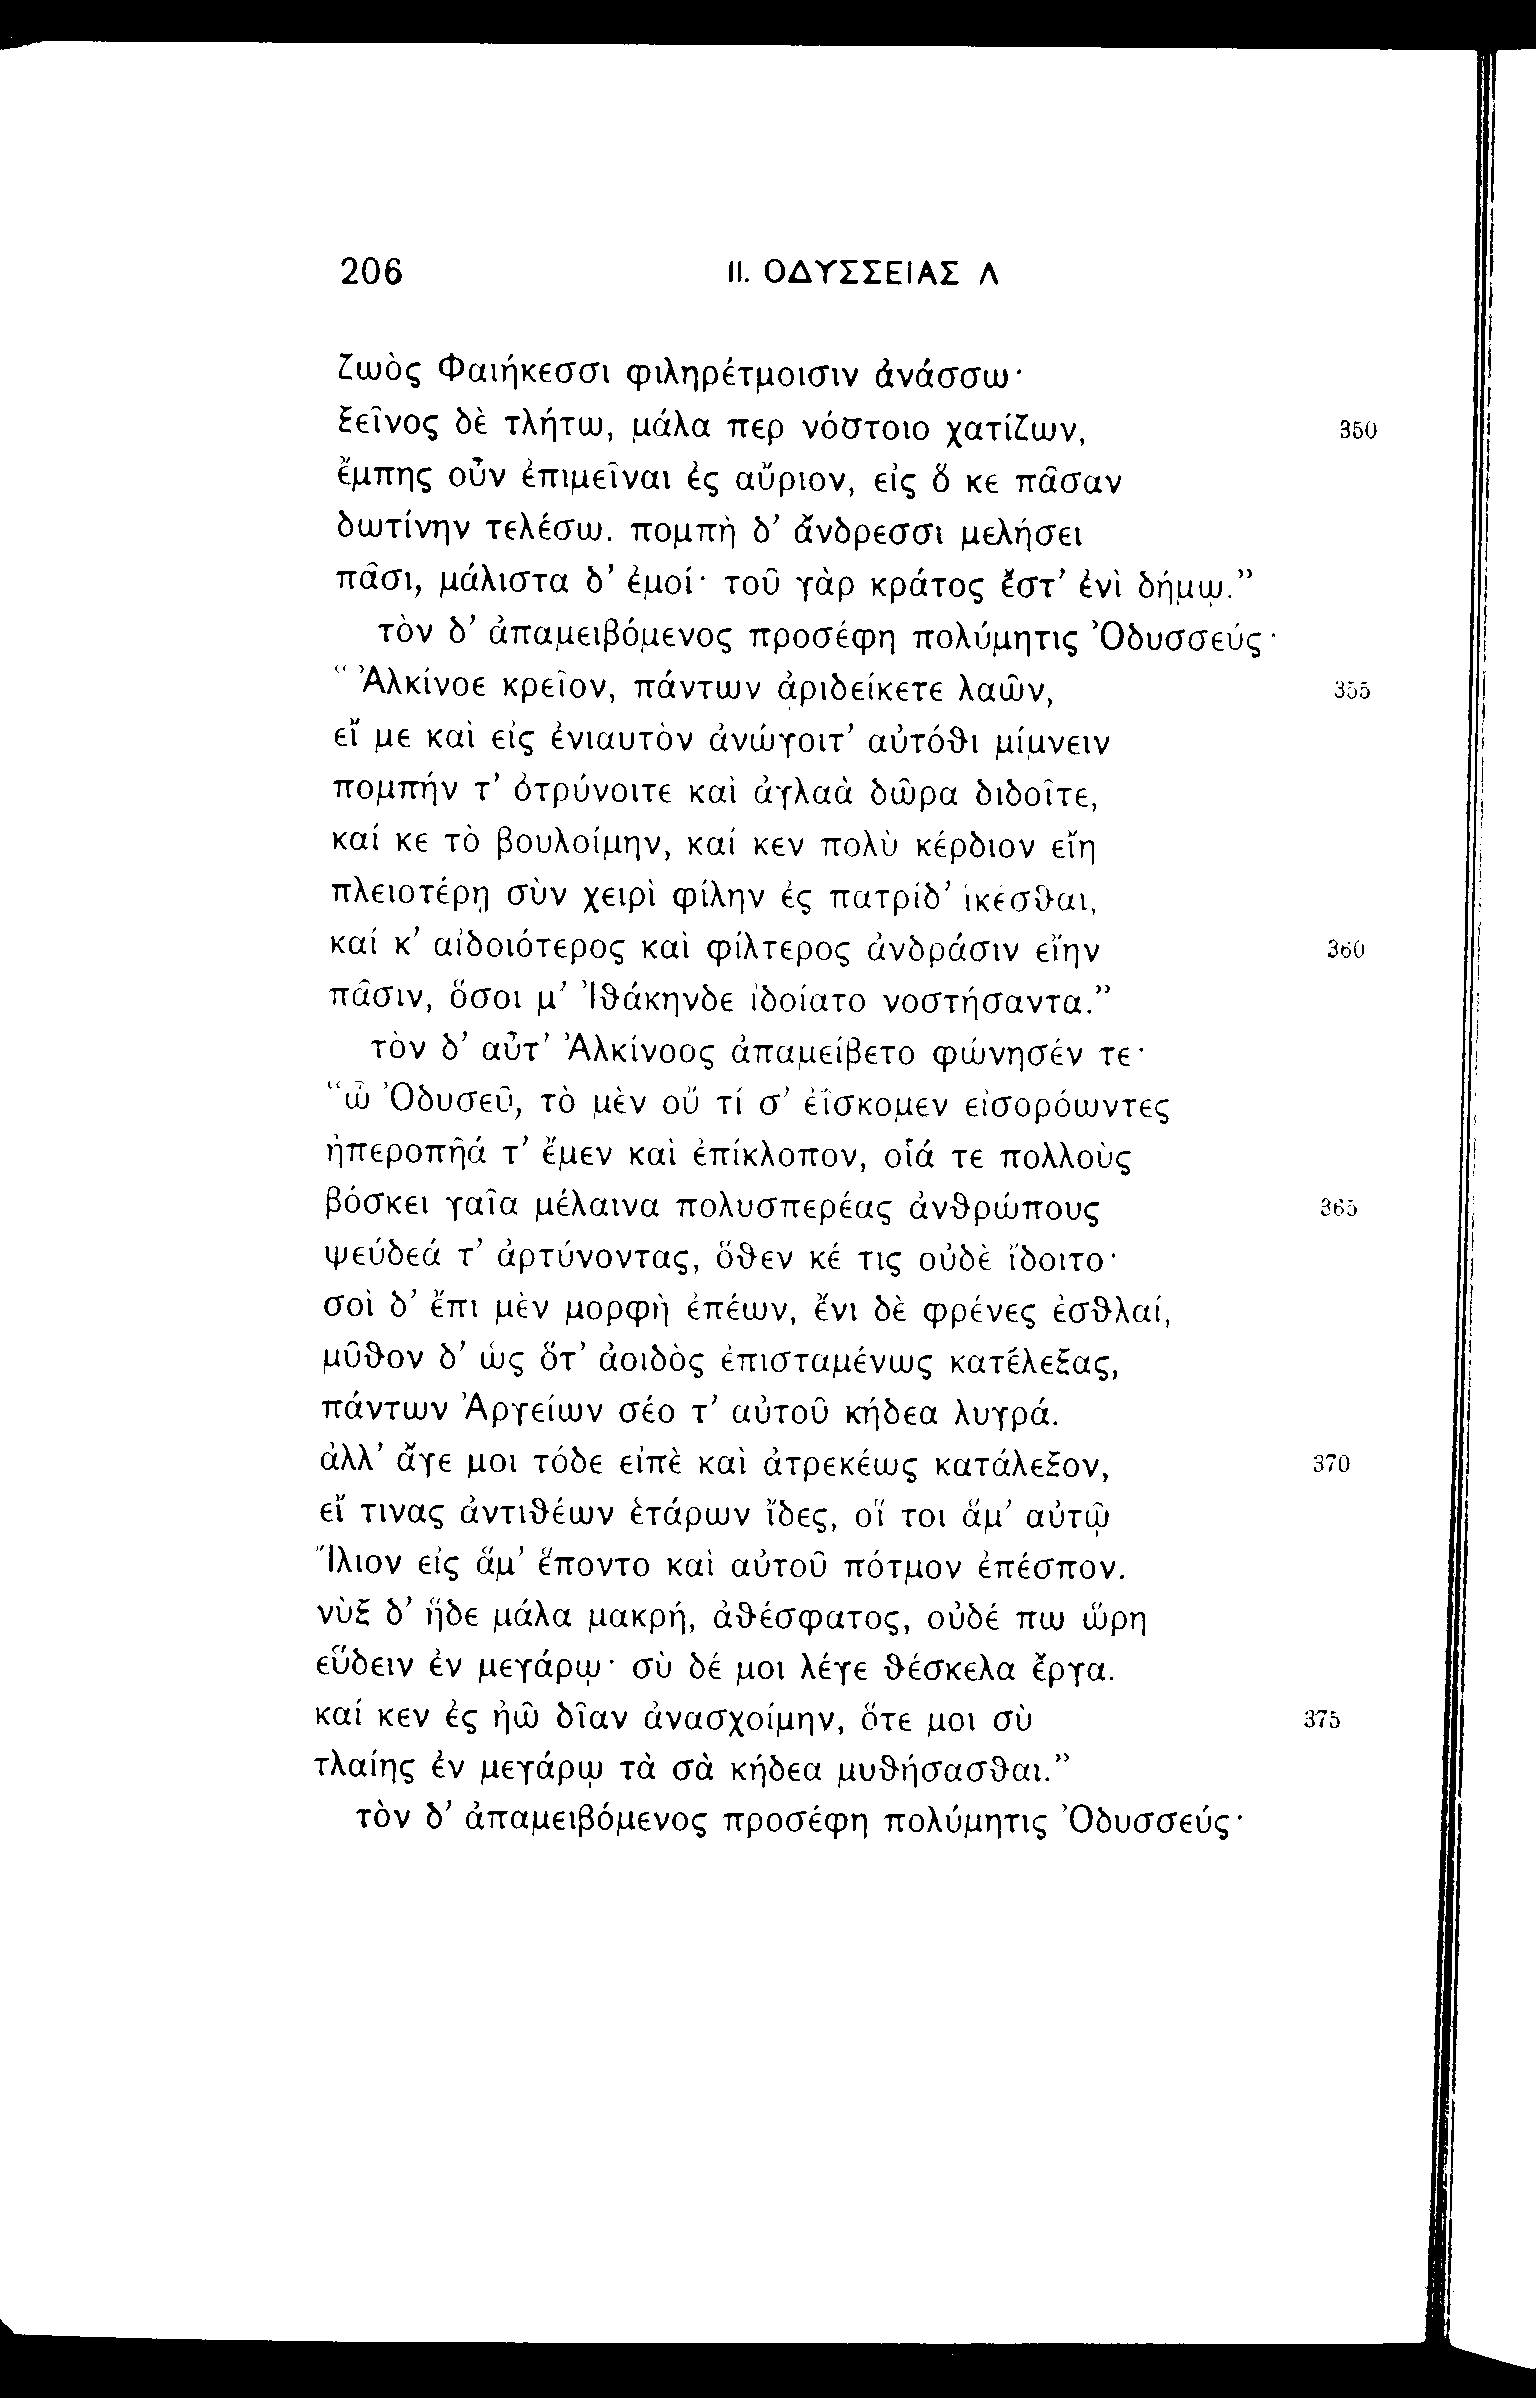 206 11. ΟΔΥΣΣΕΙΑΣ Λ
ζωὸς Φαιήκεσσι φιληρέτμοισιν ἀνάσσω·
ξεῖνος δὲ τλήτω, μάλα περ νόστοιο χατίζων, 350
ἔμπης οὖν ἐπιμεῖναι ἐς αὔριον, εἰς ὅ κε πᾶσαν
δωτίνην τελέσω. πομπὴ δ’ ἄνδρεσσι μελήσει
πᾶσι, μάλιστα δ’ ἐμοί· τοῦ γὰρ κράτος ἔστ’ ἐνὶ δήμῳ.”
τὸν δ’ ἀπαμειβόμενος προσέφη πολύμητις Ὀδυσσεύς·
“Ἀλκίνοε κρεῖον, πάντων ἀριδείκετε λαῶν, 355
εἴ με καὶ εἰς ἐνιαυτὸν ἀνώγοιτ’ αὐτόθι μίμνειν
πομπήν τ’ ὀτρύνοιτε καὶ ἀγλαὰ δῶρα διδοῖτε,
καί κε τὸ βουλοίμην, καί κεν πολὺ κέρδιον εἴη
πλειοτέρῃ σὺν χειρὶ φίλην ἐς πατρίδ’ ἱκέσθαι,
καί κ’ αἰδοιότερος καὶ φίλτερος ἀνδράσιν εἴην 360
πᾶσιν, ὅσοι μ’ Ἰθάκηνδε ἰδοίατο νοστήσαντα.”
τὸν δ’ αὖτ’ Ἀλκίνοος ἀπαμείβετο φώνησέν τε·
“ὦ Ὀδυσεῦ, τὸ μὲν οὔ τί σ’ ἐΐσκομεν εἰσορόωντες
ἠπεροπῆά τ’ ἔμεν καὶ ἐπίκλοπον, οἷά τε πολλοὺς
βόσκει γαῖα μέλαινα πολυσπερέας ἀνθρώπους 365
ψεύδεά τ’ ἀρτύνοντας, ὅθεν κέ τις οὐδὲ ἴδοιτο·
σοὶ δ’ ἔπι μὲν μορφὴ ἐπέων, ἔνι δὲ φρένες ἐσθλαί,
μῦθον δ’ ὡς ὅτ’ ἀοιδὸς ἐπισταμένως κατέλεξας,
πάντων Ἀργείων σέο τ’ αὐτοῦ κήδεα λυγρά.
ἀλλ’ ἄγε μοι τόδε εἰπὲ καὶ ἀτρεκέως κατάλεξον, 370
εἴ τινας ἀντιθέων ἑτάρων ἴδες, οἵ τοι ἅμ’ αὐτῷ
Ἴλιον εἰς ἅμ’ ἕποντο καὶ αὐτοῦ πότμον ἐπέσπον.
νὺξ δ’ ἥδε μάλα μακρή, ἀθέσφατος, οὐδέ πω ὥρη
εὕδειν ἐν μεγάρῳ· σὺ δέ μοι λέγε θέσκελα ἔργα.
καί κεν ἐς ἠῶ δῖαν ἀνασχοίμην, ὅτε μοι σὺ 375
τλαίης ἐν μεγάρῳ τὰ σὰ κήδεα μυθήσασθαι.”
τὸν δ’ ἀπαμειβόμενος προσέφη πολύμητις Ὀδυσσεύς·